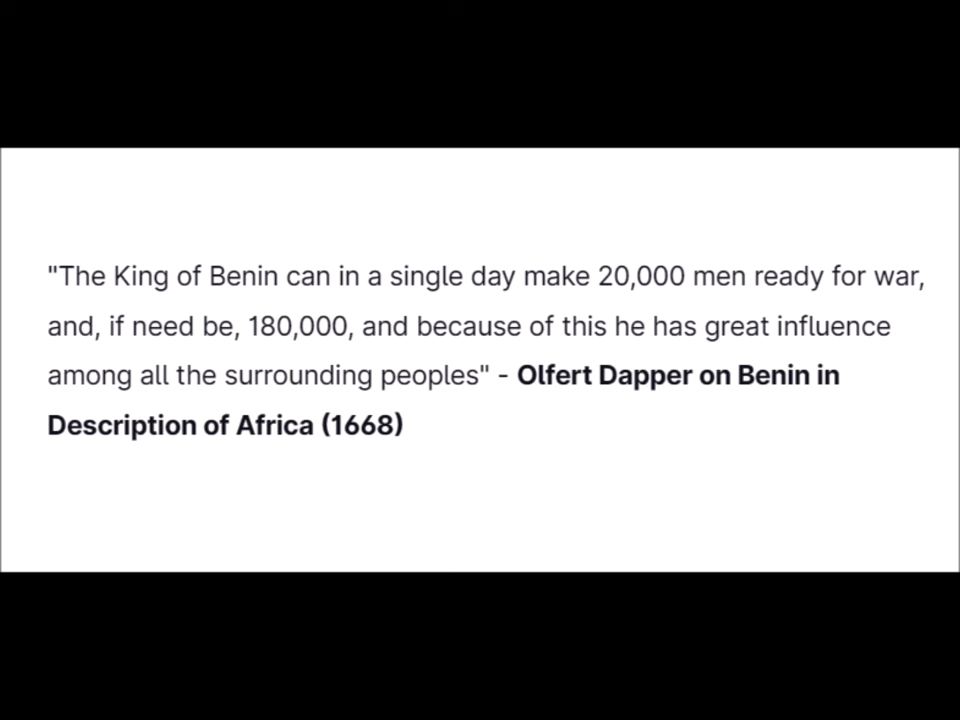 "The King of Benin can in a single day make 20,000 men ready for war,
and, if need be, 180,000, and because of this he has great influence
among all the surrounding peoples" - Olfert Dapper on Benin in
Description of Africa (1668)